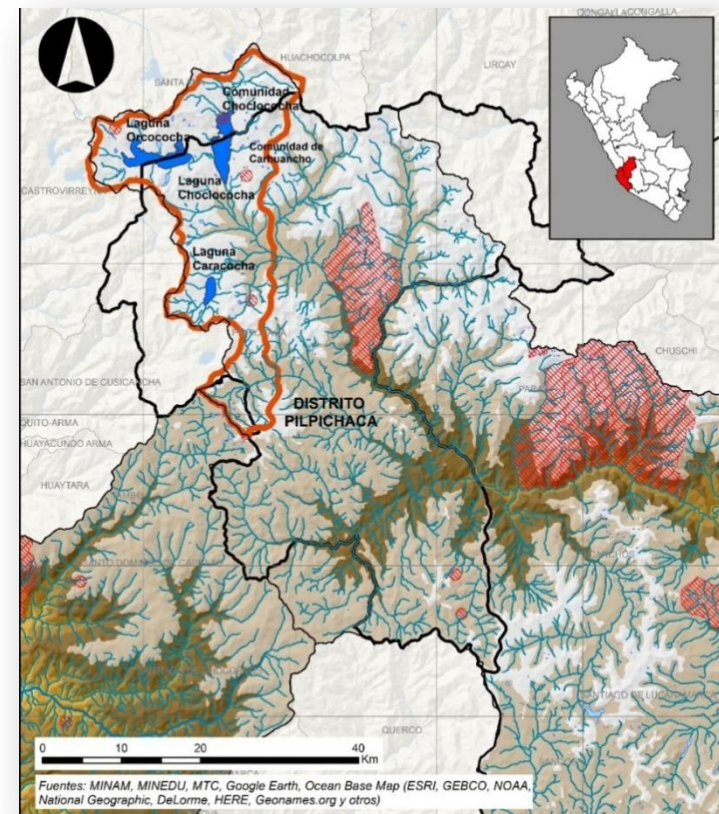 CONGALLA
CONGALLA
HUACHOCOLPA
LIRCAY
Comunidad
Choclococha
Laguna
Orcococha
Comunidad de
Carhuancho
CASTROVIRREYNA
Laguna
Choclococha
Laguna
Caracocha
CHUSCHI
SAN ANTONIO DE CUSICANCHA
DISTRITO
PILPICHACA
QUITO-ARMA
HUAYACUNDO ARMA
HUAYTARA
QUERCO
0 10 20 40
Km
Fuentes: MINAM, MINEDU, MTC, Google Earth, Ocean Base Map (ESRI, GEBCO, NOAA,
National Geographic, DeLorme, HERE, Geonames.org y otros)